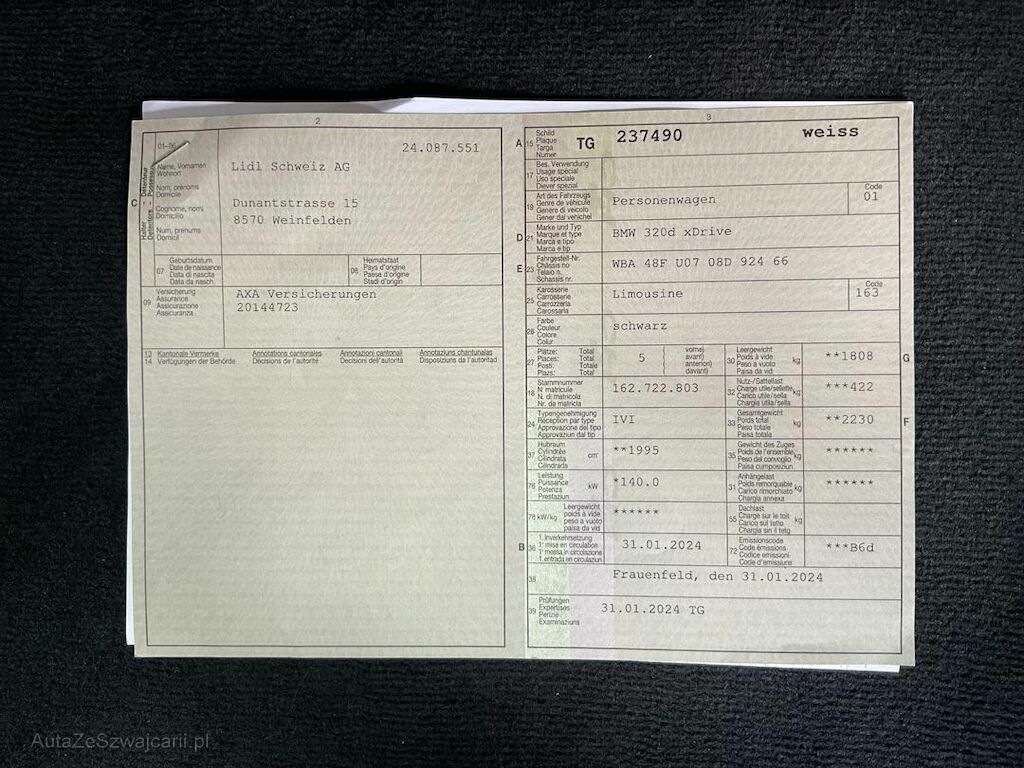 2
01-06
24.087.551
Name, Vornamen
Wohnort
Nom, prénoms
Domicile
Cognome, nomi
Domicilio
Num, prenums
Domicil
C
Halter Détenteur
Detentore Possessur
Lidl Schweiz AG
Dunantstrasse 15
8570 Weinfelden
07
Geburtsdatum
Date de naissance
Data di nascita
Data da nasch.
08
Heimatstaat
Pays d'origine
Paese d'origine
Stadi d'origin
09
Versicherung
Assurance
Assicurazione
Assicuranza
AXA Versicherungen
20144723
13 Kantonale Vermerke Annotations cantonales Annotazioni cantonali Annotaziuns chantunalas
14 Verfügungen der Behörde Décisions de l'autorité Decisioni dell'autorità Disposiziuns da l'autoritad
3
A 15
Schild
Plaque
Targa
Numer
TG 237490 weiss
17
Bes. Verwendung
Usage spécial
Uso speciale
Diever spezial
19
Art des Fahrzeugs
Genre de véhicule
Genere di veicolo
Gener dal vehichel
Personenwagen
Code
01
D 21
Marke und Typ
Marque et type
Marca e tipo
Marca e tip
BMW 320d xDrive
E 23
Fahrgestell-Nr.
Châssis no
Telaio n.
Schassis nr.
WBA 48F U07 08D 924 66
25
Karosserie
Carrosserie
Carrozzeria
Carossaria
Limousine
Code
163
26
Farbe
Couleur
Colore
Colur
schwarz
27
Plätze: Total
Places: Total
Posti: Totale
Plazs: Total
5
vorne)
avant)
anteriori)
davant)
30
Leergewicht
Poids à vide
Peso a vuoto
Paisa da vid
kg
**1808
G
18
Stammnummer
N matricule
N. di matricola
Nr. da matricla
162.722.803
32
Nutz-/Sattellast
Charge utile/sellette
Carico utile/sella
Chargia utila/sella
kg
***422
24
Typengenehmigung
Réception par type
Approvazione del tipo
Approvaziun dal tip
IVI
33
Gesamtgewicht
Poids total
Peso totale
Paisa totala
kg
**2230
F
37
Hubraum
Cylindrée
Cilindrata
Cilindrada
cm³
**1995
35
Gewicht des Zuges
Poids de l'ensemble
Peso del convoglio
Paisa cumposiziun
kg
******
76
Leistung
Puissance
Potenza
Prestaziun
kW
*140.0
31
Anhängelast
Poids remorquable
Carico rimorchiato
Chargia annexa
kg
******
78 kW/kg
Leergewicht
poids à vide
peso a vuoto
paisa da vid
******
55
Dachlast
Charge sur le toit
Carico sul tetto
Chargia sin il tetg
kg
B 36
1. Inverkehrsetzung
1re mise en circulation
1a messa in circolazione
1. entrada en circulaziun
31.01.2024
72
Emissionscode
Code émissions
Codice emissioni
Code d'emissiuns
***B6d
38
Frauenfeld, den 31.01.2024
39
Prüfungen
Expertises
Perizie
Examinaziuns
31.01.2024 TG
AutaZeSzwajcarii.pl